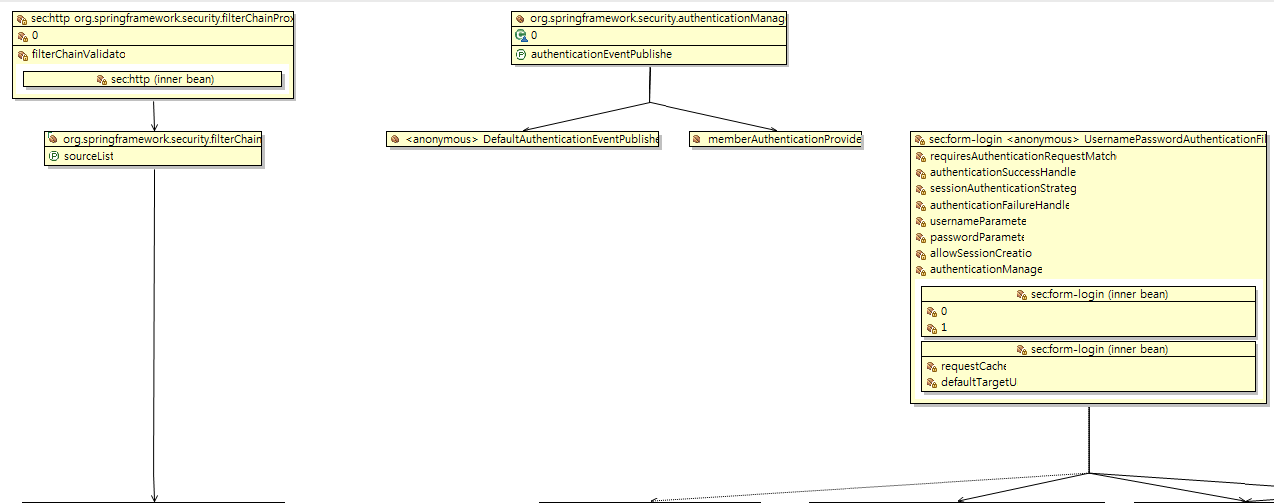 sec:http org.springframework.security.filterChainProx
0
filterChainValidato
sec:http (inner bean)
org.springframework.security.filterChain
sourceList
org.springframework.security.authenticationManag
0
authenticationEventPublishe
<anonymous> DefaultAuthenticationEventPublishe
memberAuthenticationProvide
sec:form-login <anonymous> UsernamePasswordAuthenticationFil
requiresAuthenticationRequestMatch
authenticationSuccessHandle
sessionAuthenticationStrateg
authenticationFailureHandle
usernameParamete
passwordParamete
allowSessionCreatio
authenticationManage
sec:form-login (inner bean)
0
1
sec:form-login (inner bean)
requestCache
defaultTargetU